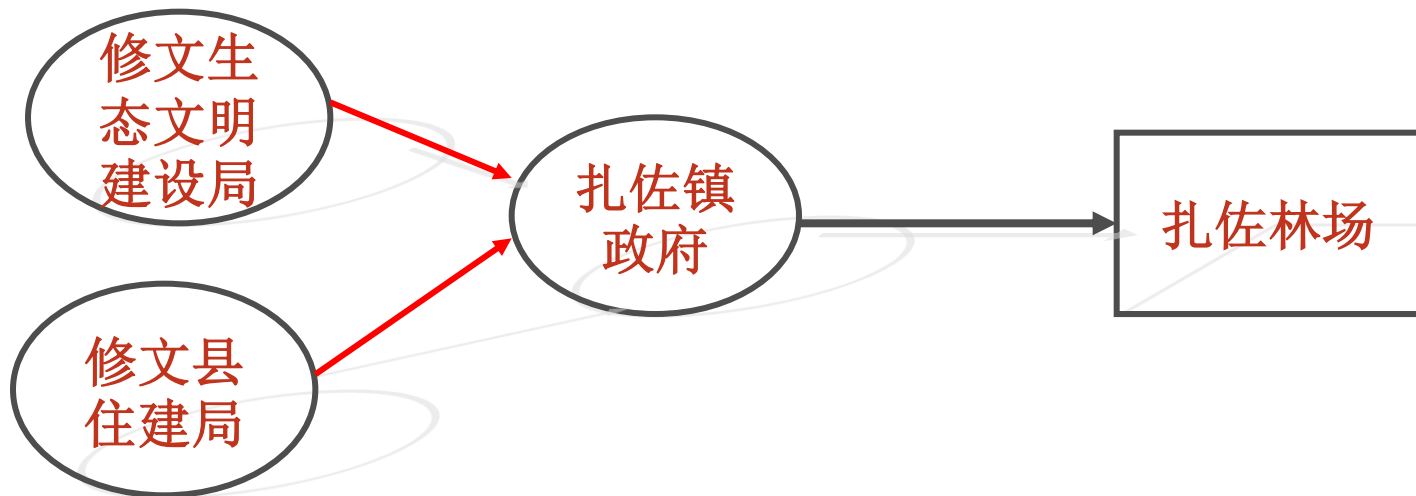 修文生
态文明
建设局
扎佐镇
政府
扎佐林场
修文县
住建局